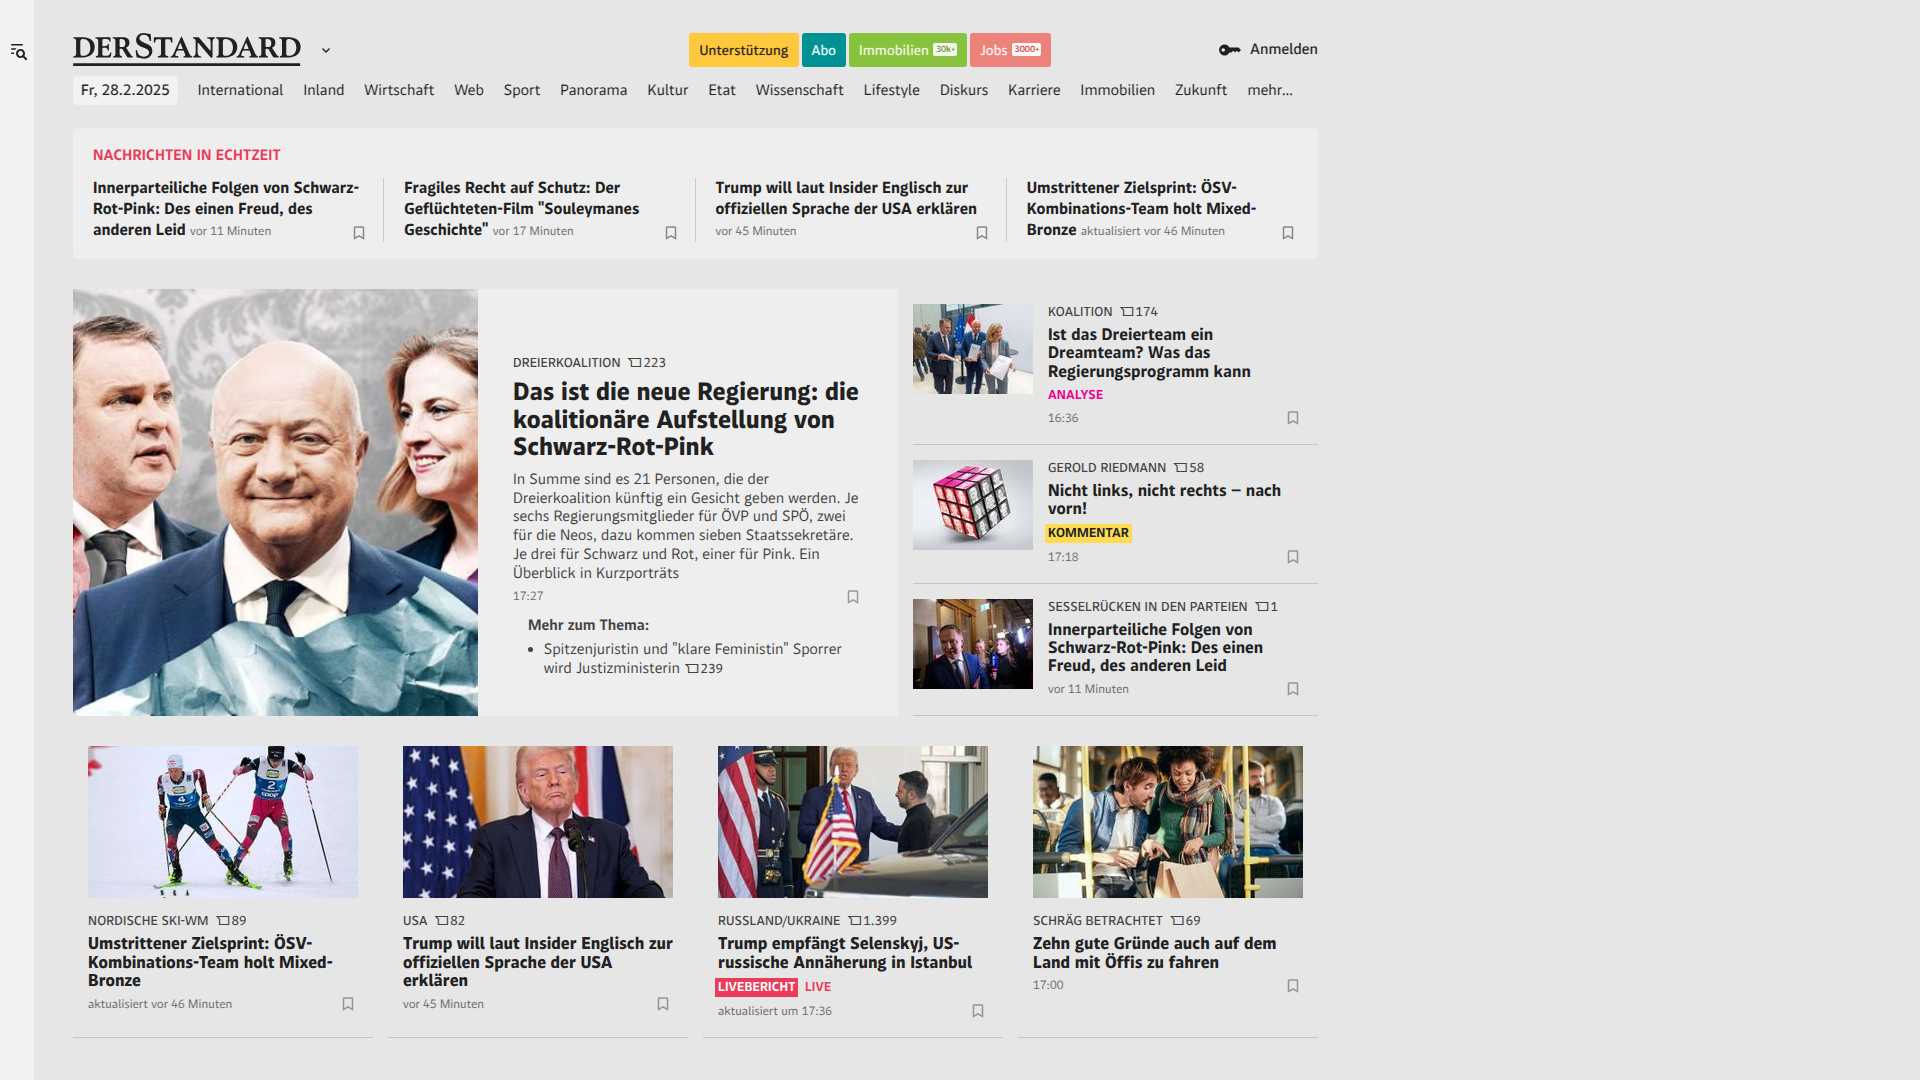 DERSTANDARD
Unterstützung
Abo
Immobilien 30k+
Jobs 3000+
Anmelden
Fr, 28.2.2025
International
Inland
Wirtschaft
Web
Sport
Panorama
Kultur
Etat
Wissenschaft
Lifestyle
Diskurs
Karriere
Immobilien
Zukunft
mehr...
NACHRICHTEN IN ECHTZEIT
Innerparteiliche Folgen von Schwarz-
Rot-Pink: Des einen Freud, des
anderen Leid vor 11 Minuten
Fragiles Recht auf Schutz: Der
Geflüchteten-Film "Souleymanes
Geschichte" vor 17 Minuten
Trump will laut Insider Englisch zur
offiziellen Sprache der USA erklären
vor 45 Minuten
Umstrittener Zielsprint: ÖSV-
Kombinations-Team holt Mixed-
Bronze aktualisiert vor 46 Minuten
DREIERKOALITION 223
Das ist die neue Regierung: die
koalitionäre Aufstellung von
Schwarz-Rot-Pink
In Summe sind es 21 Personen, die der
Dreierkoalition künftig ein Gesicht geben werden. Je
sechs Regierungsmitglieder für ÖVP und SPÖ, zwei
für die Neos, dazu kommen sieben Staatssekretäre.
Je drei für Schwarz und Rot, einer für Pink. Ein
Überblick in Kurzporträts
17:27
Mehr zum Thema:
• Spitzenjuristin und "klare Feministin" Sporrer
wird Justizministerin 239
KOALITION 174
Ist das Dreierteam ein
Dreamteam? Was das
Regierungsprogramm kann
ANALYSE
16:36
GEROLD RIEDMANN 58
Nicht links, nicht rechts – nach
vorn!
KOMMENTAR
17:18
SESSELRÜCKEN IN DEN PARTEIEN 1
Innerparteiliche Folgen von
Schwarz-Rot-Pink: Des einen
Freud, des anderen Leid
vor 11 Minuten
NORDISCHE SKI-WM 89
Umstrittener Zielsprint: ÖSV-
Kombinations-Team holt Mixed-
Bronze
aktualisiert vor 46 Minuten
USA 82
Trump will laut Insider Englisch zur
offiziellen Sprache der USA
erklären
vor 45 Minuten
RUSSLAND/UKRAINE 1.399
Trump empfängt Selenskyj, US-
russische Annäherung in Istanbul
LIVEBERICHT LIVE
aktualisiert um 17:36
SCHRÄG BETRACHTET 69
Zehn gute Gründe auch auf dem
Land mit Öffis zu fahren
17:00